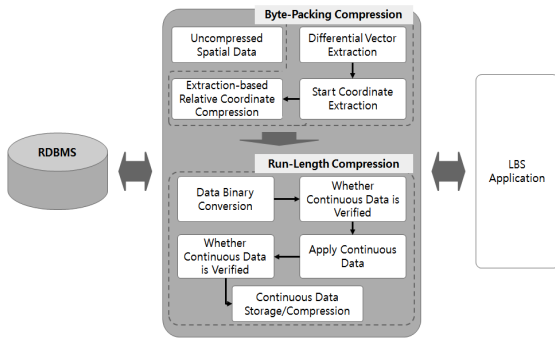 Byte-Packing Compression
Uncompressed
Spatial Data
Differential Vector
Extraction
Extraction-based
Relative Coordinate
Compression
Start Coordinate
Extraction
RDBMS
LBS
Application
Run-Length Compression
Data Binary
Conversion
Whether
Continuous Data is
Verified
Whether
Continuous Data
is Verified
Apply Continuous
Data
Continuous Data
Storage/Compression